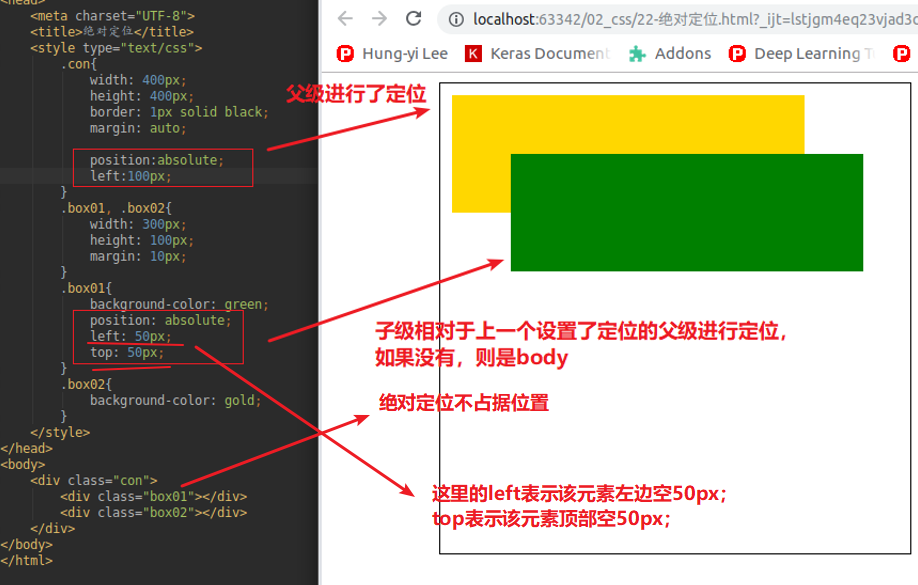 <head>
<meta charset="UTF-8">
<title>绝对定位</title>
<style type="text/css">
.con{
width: 400px;
height: 400px;
border: 1px solid black;
margin: auto;
position:absolute;
left:100px;
}
.box01, .box02{
width: 300px;
height: 100px;
margin: 10px;
}
.box01{
background-color: green;
position: absolute;
left: 50px;
top: 50px;
}
.box02{
background-color: gold;
}
</style>
</head>
<body>
<div class="con">
<div class="box01"></div>
<div class="box02"></div>
</div>
</body>
</html>
localhost:63342/02_css/22-绝对定位.html?_ijt=lstjgm4eq23vjad3c
Hung-yi Lee Keras Document Addons Deep Learning
父级进行了定位
子级相对于上一个设置了定位的父级进行定位，
如果没有，则是body
绝对定位不占据位置
这里的left表示该元素左边空50px；
top表示该元素顶部空50px；